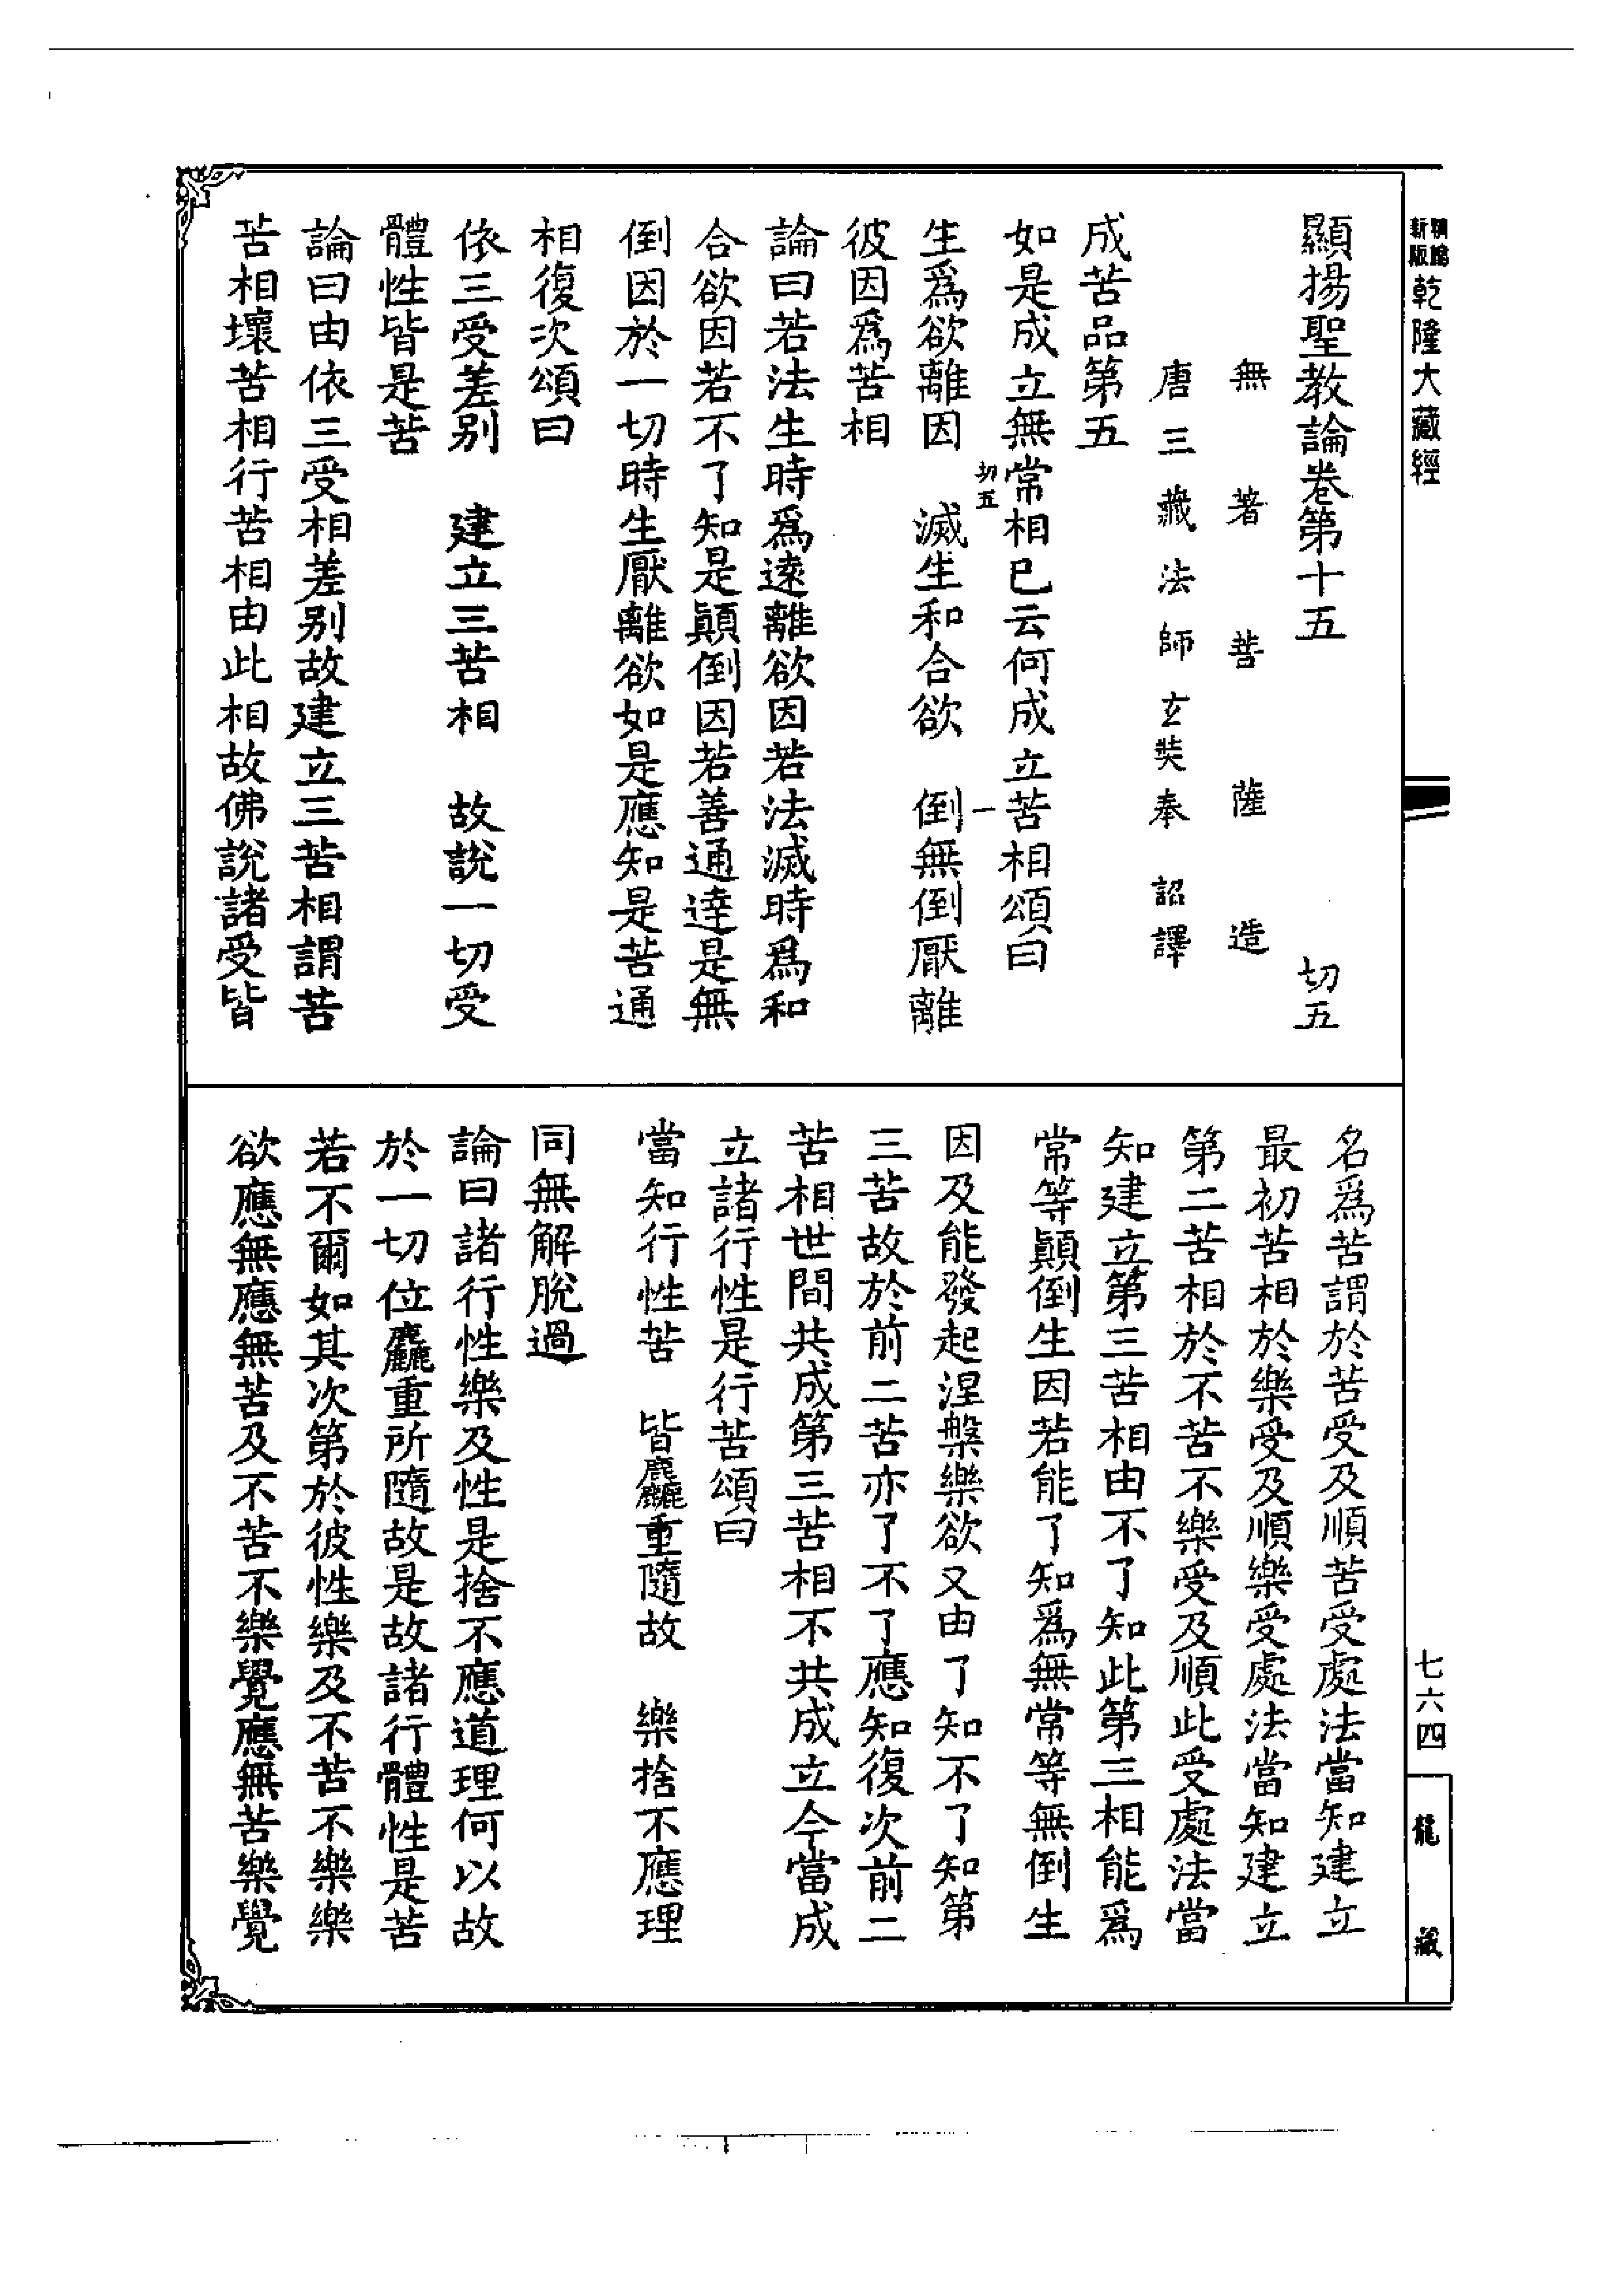 乾隆大藏經
顯揚聖教論卷第十五 切五
無著菩薩造
唐三藏法師玄奘奉詔譯
成苦品第五
如是成立無常相已云何成立苦相頌曰
切五 一
生爲欲離因 滅生和合欲 倒無倒厭離
彼因爲苦相
論曰若法生時爲遠離欲因若法滅時爲和
合欲因若不了知是顛倒因若善通達是無
倒因於一切時生厭離欲如是應知是苦通
相復次頌曰
依三受差别 建立三苦相 故說一切受
體性皆是苦
論曰由依三受相差别故建立三苦相謂苦
苦相壞苦相行苦相由此相故佛說諸受皆
名爲苦謂於苦受及順苦受處法當知建立
最初苦相於樂受及順樂受處法當知建立
第二苦相於不苦不樂受及順此受處法當
知建立第三苦相由不了知此第三相能爲
常等顛倒生因若能了知爲無常等無倒生
因及能發起涅槃樂欲又由了知不了知第
三苦故於前二苦亦了不了應知復次前二
苦相世間共成第三苦相不共成立今當成
立諸行性是行苦頌曰
當知行性苦 皆麤重隨故 樂捨不應理
同無解脫過
論曰諸行性樂及性是捨不應道理何以故
於一切位麤重所隨故是故諸行體性是苦
若不爾如其次第於彼性樂及不苦不樂樂
欲應無應無苦及不苦不樂覺應無苦樂覺
七六四
龍藏